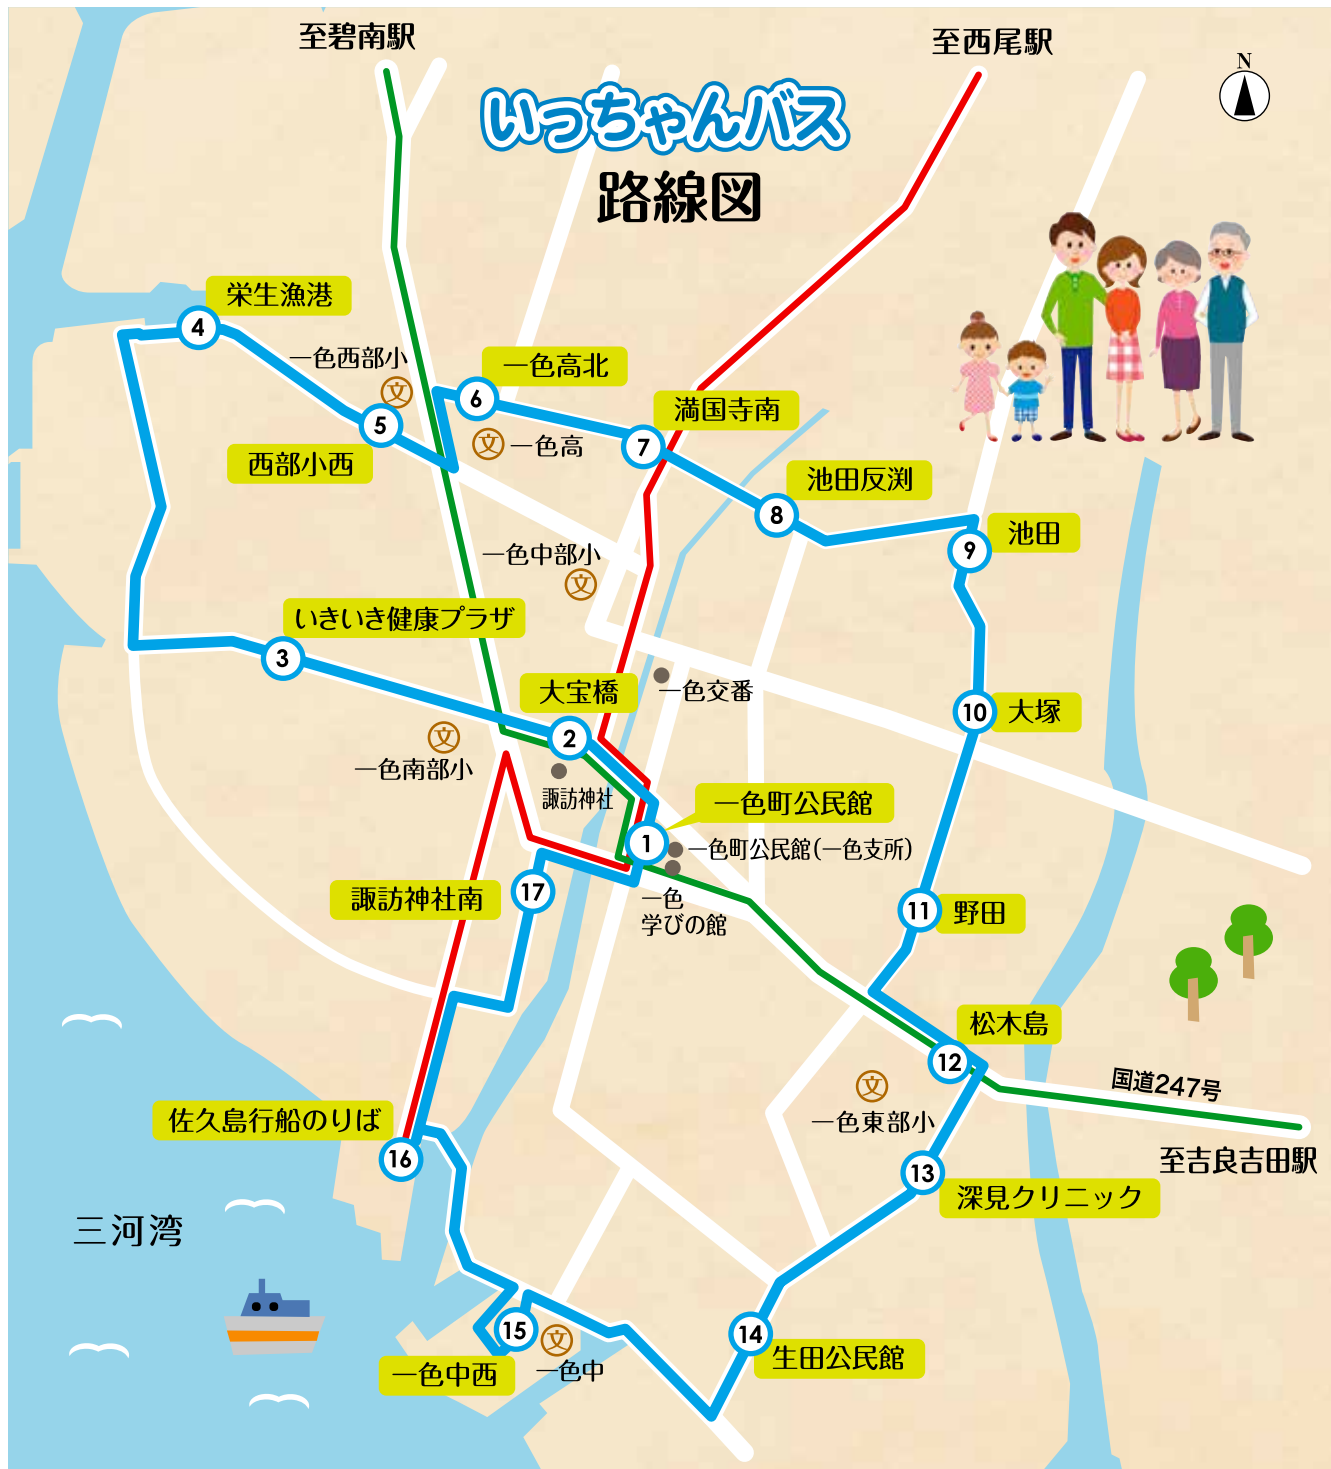 至碧南駅
至西尾駅
N
いっちゃんバス
路線図
栄生漁港
4
一色西部小
文
5
西部小西
一色高北
6
文
一色高
満国寺南
7
池田反渕
8
池田
9
一色中部小
文
いきいき健康プラザ
3
大宝橋
2
一色交番
大塚
10
文
一色南部小
諏訪神社
一色町公民館
1
一色町公民館(一色支所)
一色
学びの館
諏訪神社南
17
11
野田
松木島
12
国道247号
至吉良吉田駅
文
一色東部小
佐久島行船のりば
16
13
深見クリニック
三河湾
14
生田公民館
15
文
一色中
一色中西